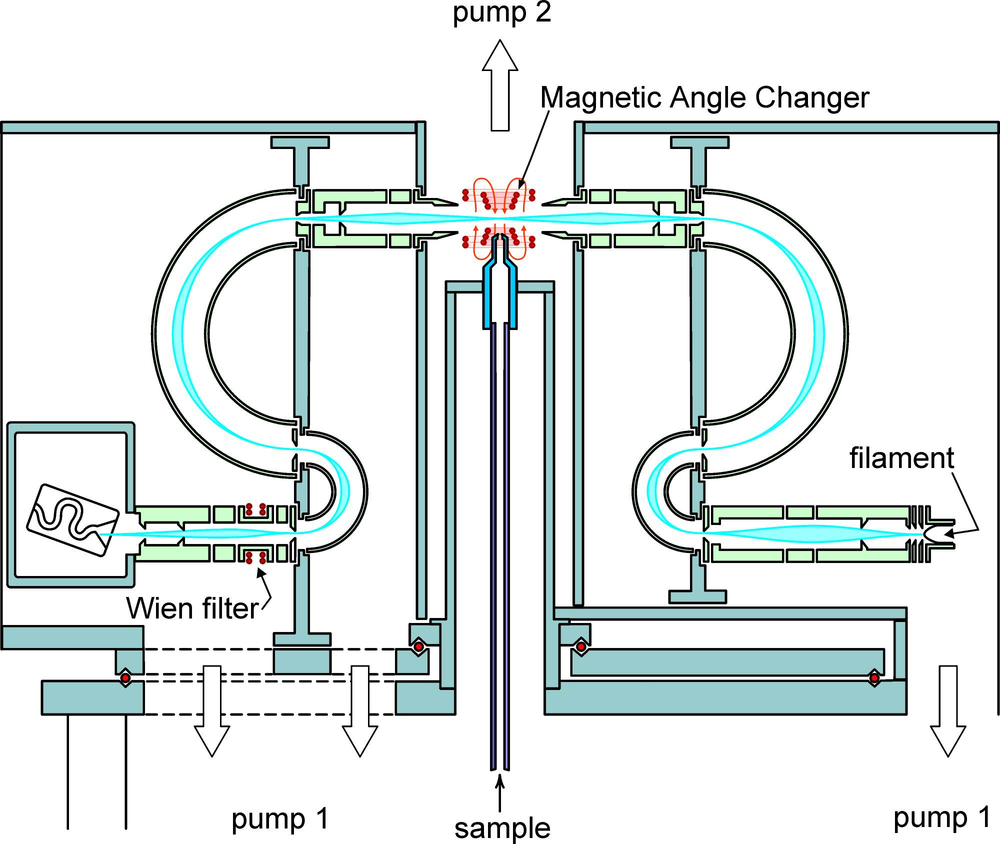 pump 2
Magnetic Angle Changer
filament
Wien filter
pump 1
sample
pump 1